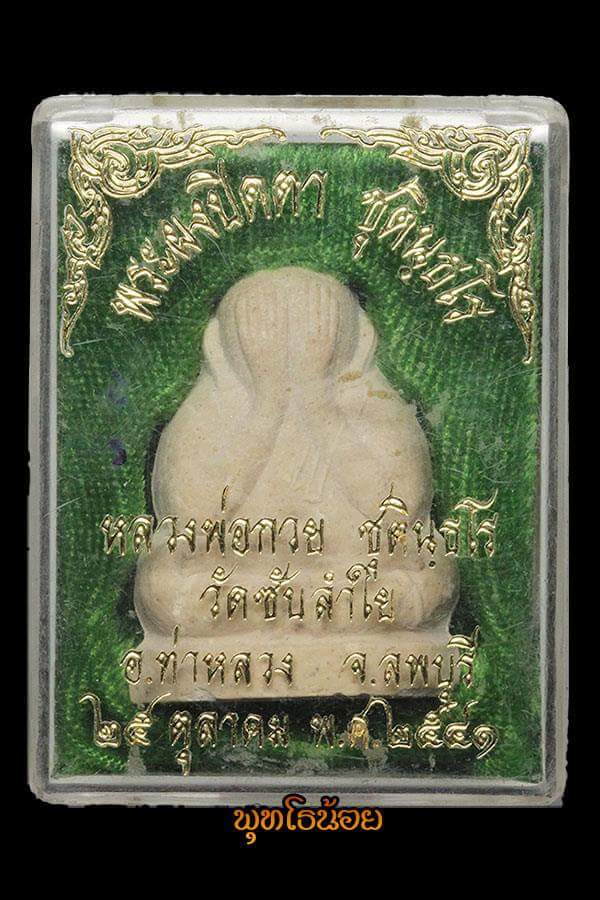 พระผงปิดตา ชุตินฺธโร
หลวงพ่อกวย ชุตินฺธโร
วัดซับลำใย
อ.ท่าหลวง จ.ลพบุรี
๒๕ ตุลาคม พ.ศ.๒๕๔๑
พุทโธน้อย